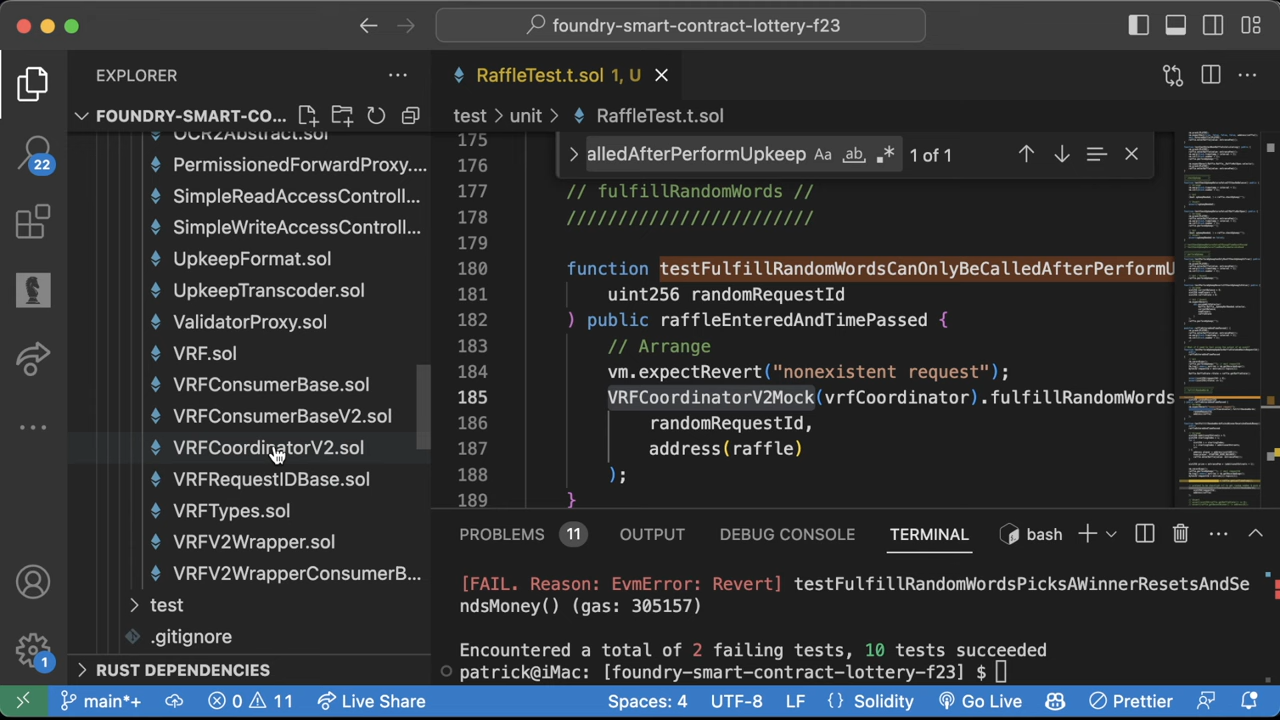 foundry-smart-contract-lottery-f23
EXPLORER
RaffleTest.t.sol 1, U
FOUNDRY-SMART-CO...
test > unit > RaffleTest.t.sol
OCR2Abstract.sol
PermissionedForwardProxy....
SimpleReadAccessControll...
SimpleWriteAccessControll...
UpkeepFormat.sol
UpkeepTranscoder.sol
ValidatorProxy.sol
VRF.sol
VRFConsumerBase.sol
VRFConsumerBaseV2.sol
VRFCoordinatorV2.sol
VRFRequestIDBase.sol
VRFTypes.sol
VRFV2Wrapper.sol
VRFV2WrapperConsumerB...
test
.gitignore
RUST DEPENDENCIES
22
1
alledAfterPerformUpkeep Aa ab 1 of 1
175
176
177 // fulfillRandomWords //
178 ////////////////////////
179
180 function testFulfillRandomWordsCanOnlyBeCalledAfterPerformU
181 uint256 randomRequestId
182 ) public raffleEnteredAndTimePassed {
183 // Arrange
184 vm.expectRevert("nonexistent request");
185 VRFCoordinatorV2Mock(vrfCoordinator).fulfillRandomWords
186 randomRequestId,
187 address(raffle)
188 );
189 }
PROBLEMS 11 OUTPUT DEBUG CONSOLE TERMINAL bash
[FAIL. Reason: EvmError: Revert] testFulfillRandomWordsPicksAWinnerResetsAndSe
ndsMoney() (gas: 305157)
Encountered a total of 2 failing tests, 10 tests succeeded
patrick@iMac: [foundry-smart-contract-lottery-f23] $
main*+ 0 11 Live Share Spaces: 4 UTF-8 LF {} Solidity Go Live Prettier